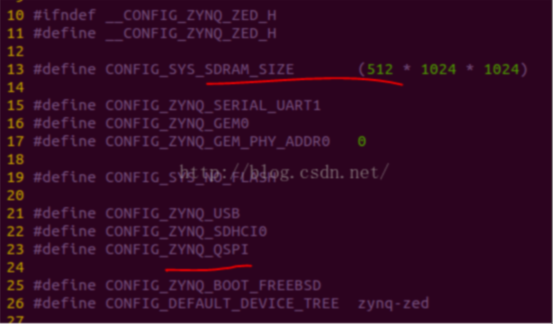 10 #ifndef __CONFIG_ZYNQ_ZED_H
11 #define __CONFIG_ZYNQ_ZED_H
12
13 #define CONFIG_SYS_SDRAM_SIZE (512 * 1024 * 1024)
14
15 #define CONFIG_ZYNQ_SERIAL_UART1
16 #define CONFIG_ZYNQ_GEM0
17 #define CONFIG_ZYNQ_GEM_PHY_ADDR0 0
18
http://blog.csdn.net/
19 #define CONFIG_SYS_NO_FLASH
20
21 #define CONFIG_ZYNQ_USB
22 #define CONFIG_ZYNQ_SDHCI0
23 #define CONFIG_ZYNQ_QSPI
24
25 #define CONFIG_ZYNQ_BOOT_FREEBSD
26 #define CONFIG_DEFAULT_DEVICE_TREE zynq-zed
27